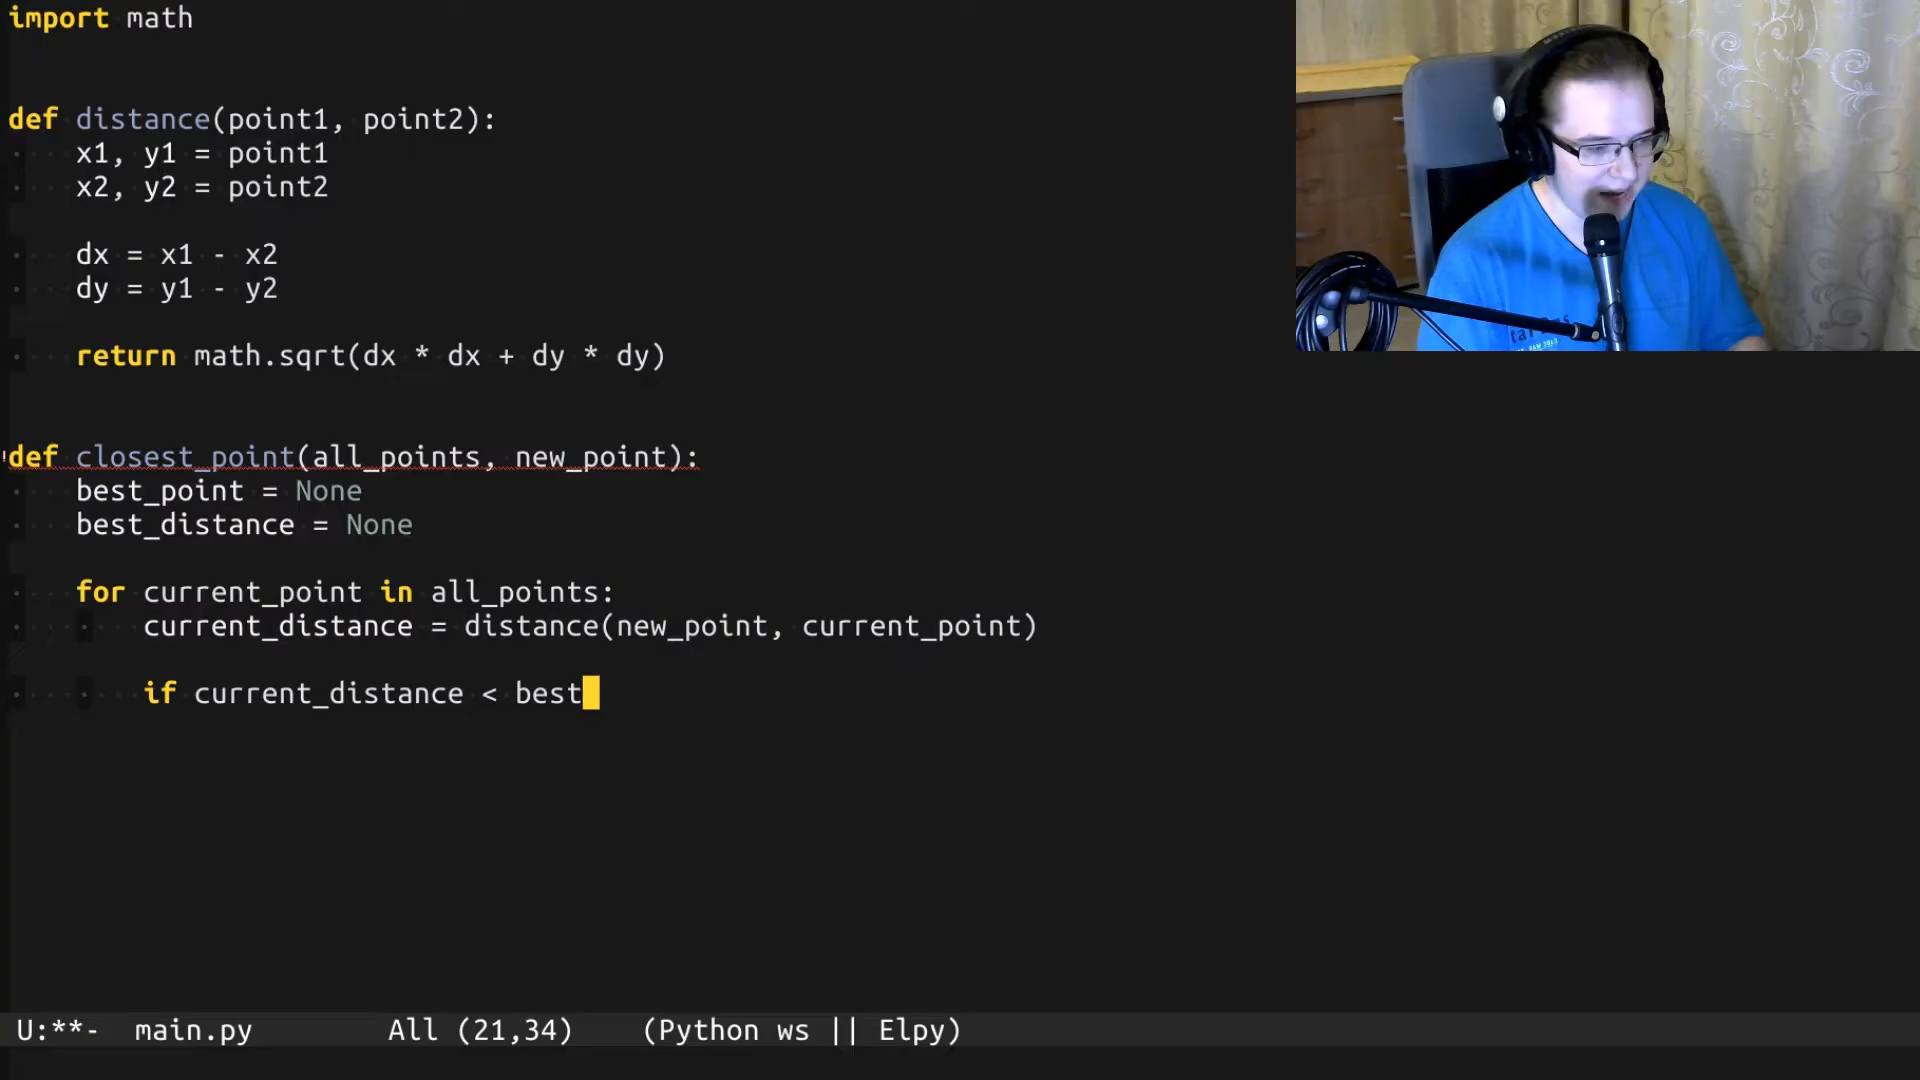 import math
def distance(point1, point2):
x1, y1 = point1
x2, y2 = point2
dx = x1 - x2
dy = y1 - y2
return math.sqrt(dx * dx + dy * dy)
!def closest_point(all_points, new_point):
best_point = None
best_distance = None
for current_point in all_points:
current_distance = distance(new_point, current_point)
if current_distance < best
U:**-  main.py        All (21,34)    (Python ws || Elpy)